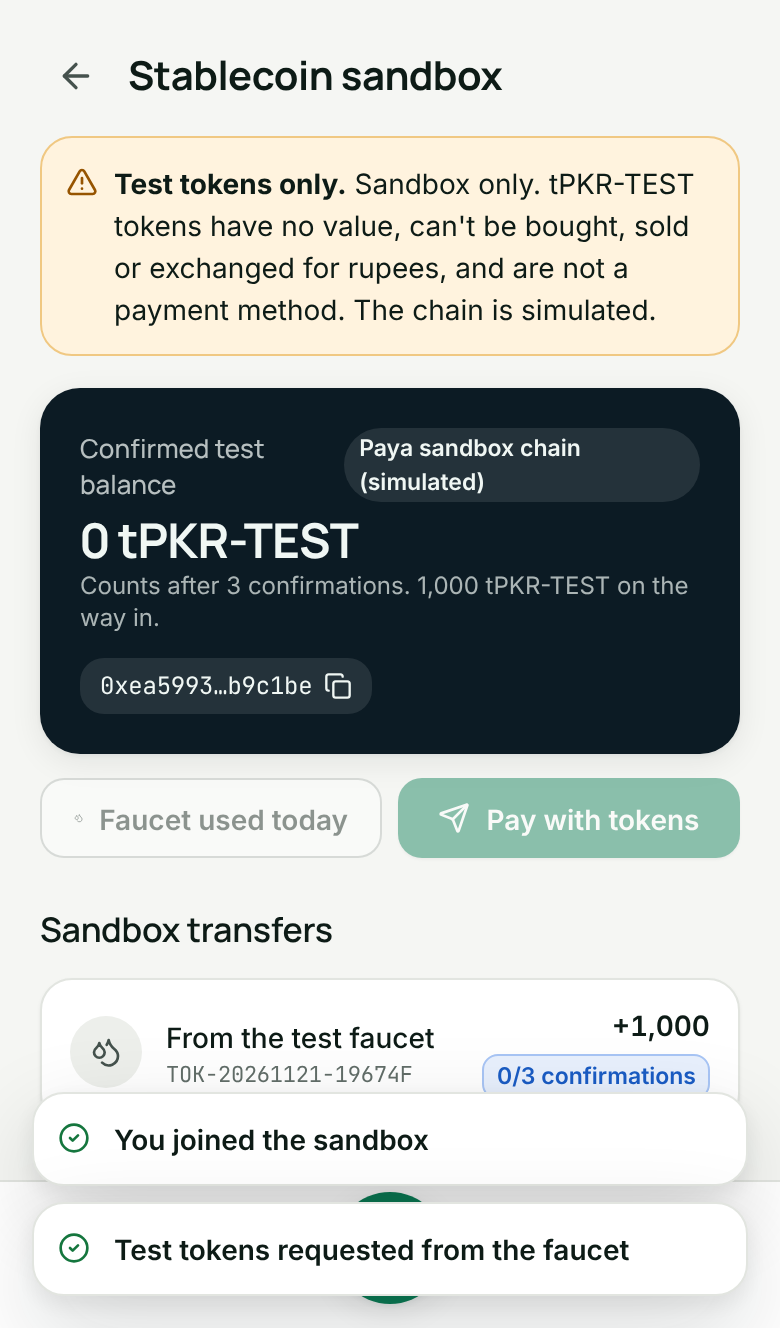 Stablecoin sandbox
Test tokens only. Sandbox only. tPKR-TEST
tokens have no value, can't be bought, sold
or exchanged for rupees, and are not a
payment method. The chain is simulated.
Confirmed test
balance
Paya sandbox chain
(simulated)
0 tPKR-TEST
Counts after 3 confirmations. 1,000 tPKR-TEST on the
way in.
0xea5993…b9c1be
Faucet used today
Pay with tokens
Sandbox transfers
From the test faucet
+1,000
TOK-20261121-19674F
0/3 confirmations
You joined the sandbox
Test tokens requested from the faucet